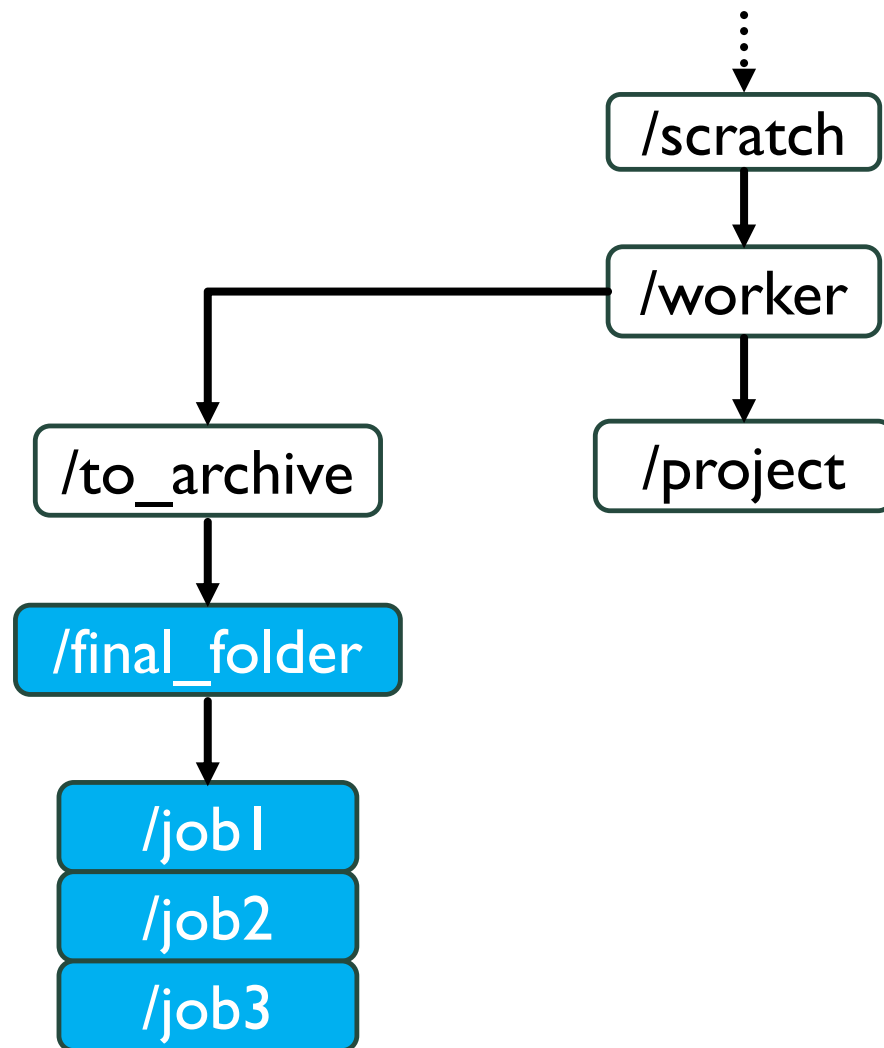 /scratch
/worker
/to_archive
/project
/final_folder
/job1
/job2
/job3